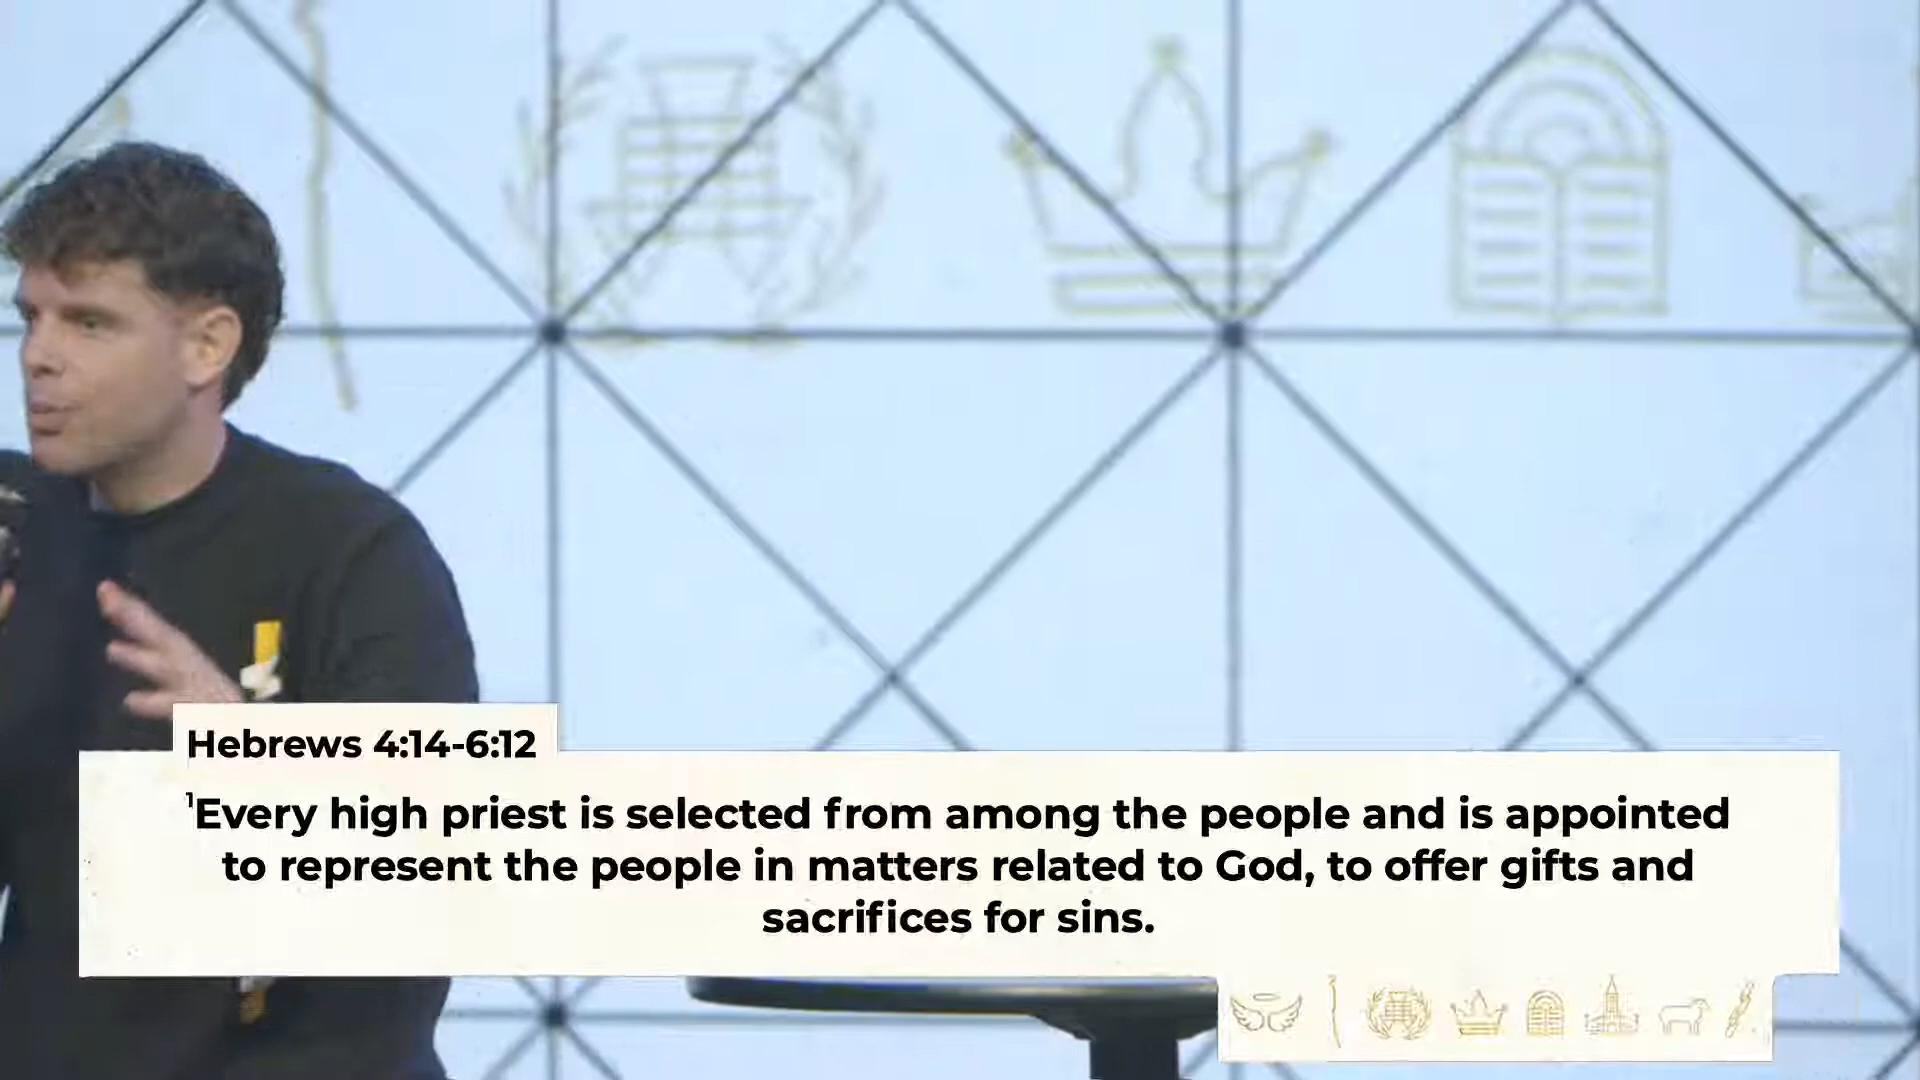 Hebrews 4:14-6:12
¹Every high priest is selected from among the people and is appointed
to represent the people in matters related to God, to offer gifts and
sacrifices for sins.